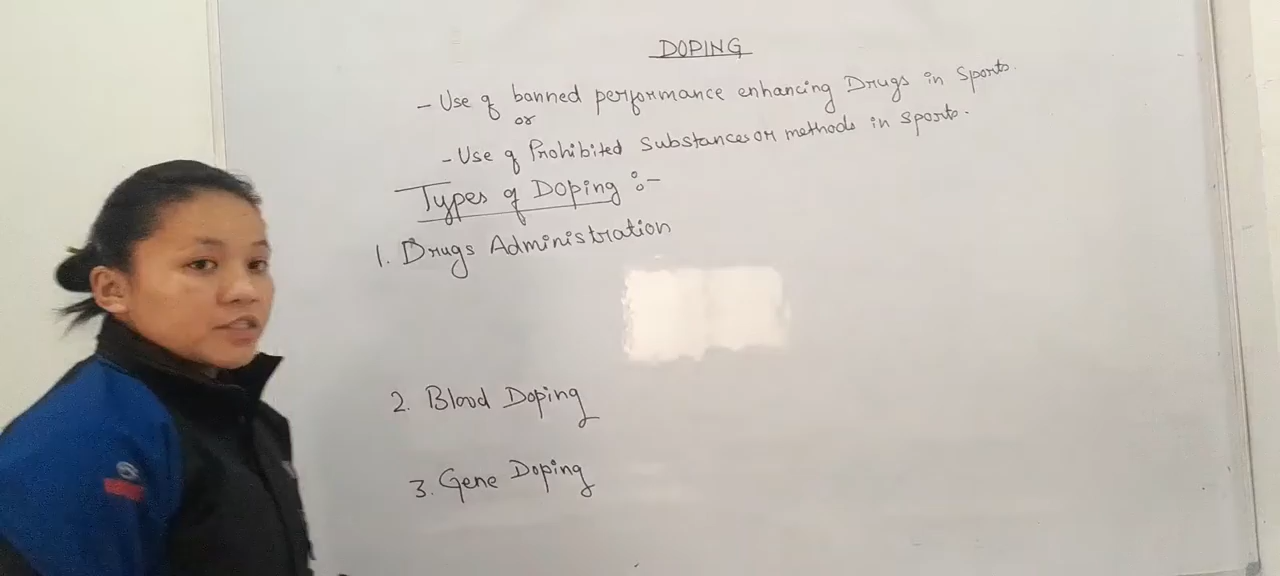 DOPING
- Use of banned performance enhancing Drugs in Sports.
or
- Use of Prohibited Substances or methods in Sports.
Types of Doping :-
1. Drugs Administration
2. Blood Doping
3. Gene Doping